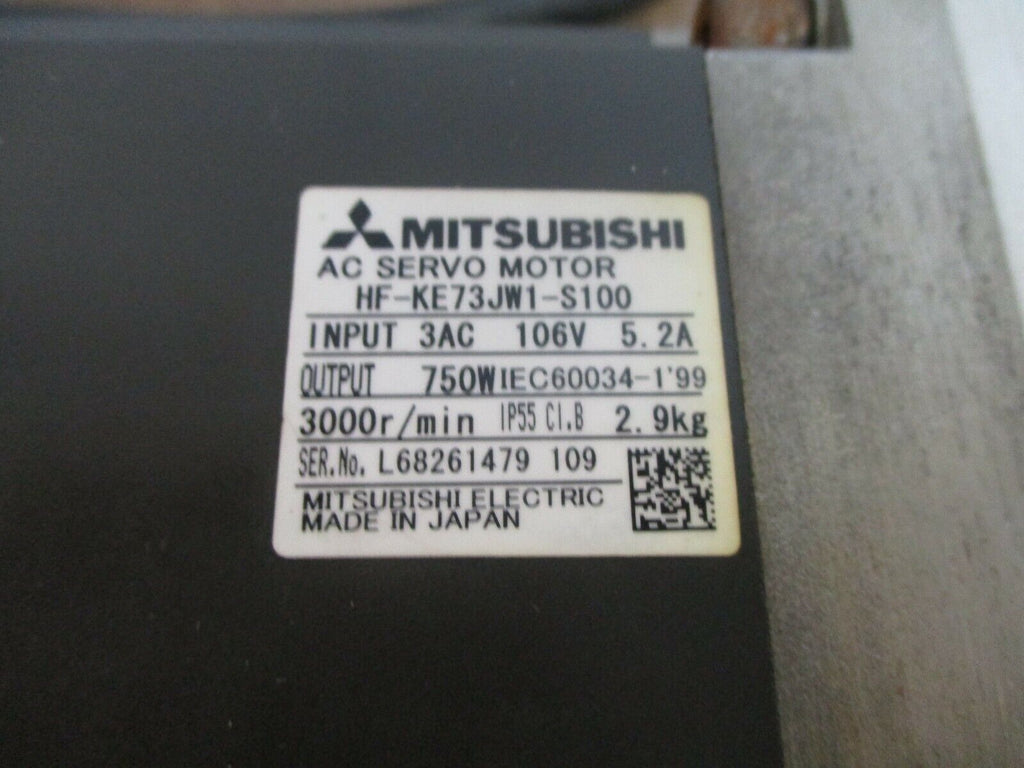 MITSUBISHI
AC SERVO MOTOR
HF-KE73JW1-S100
INPUT 3AC 106V 5.2A
OUTPUT 750W IEC60034-1'99
3000r/min IP55 Cl.B 2.9kg
SER.No. L68261479 109
MITSUBISHI ELECTRIC
MADE IN JAPAN